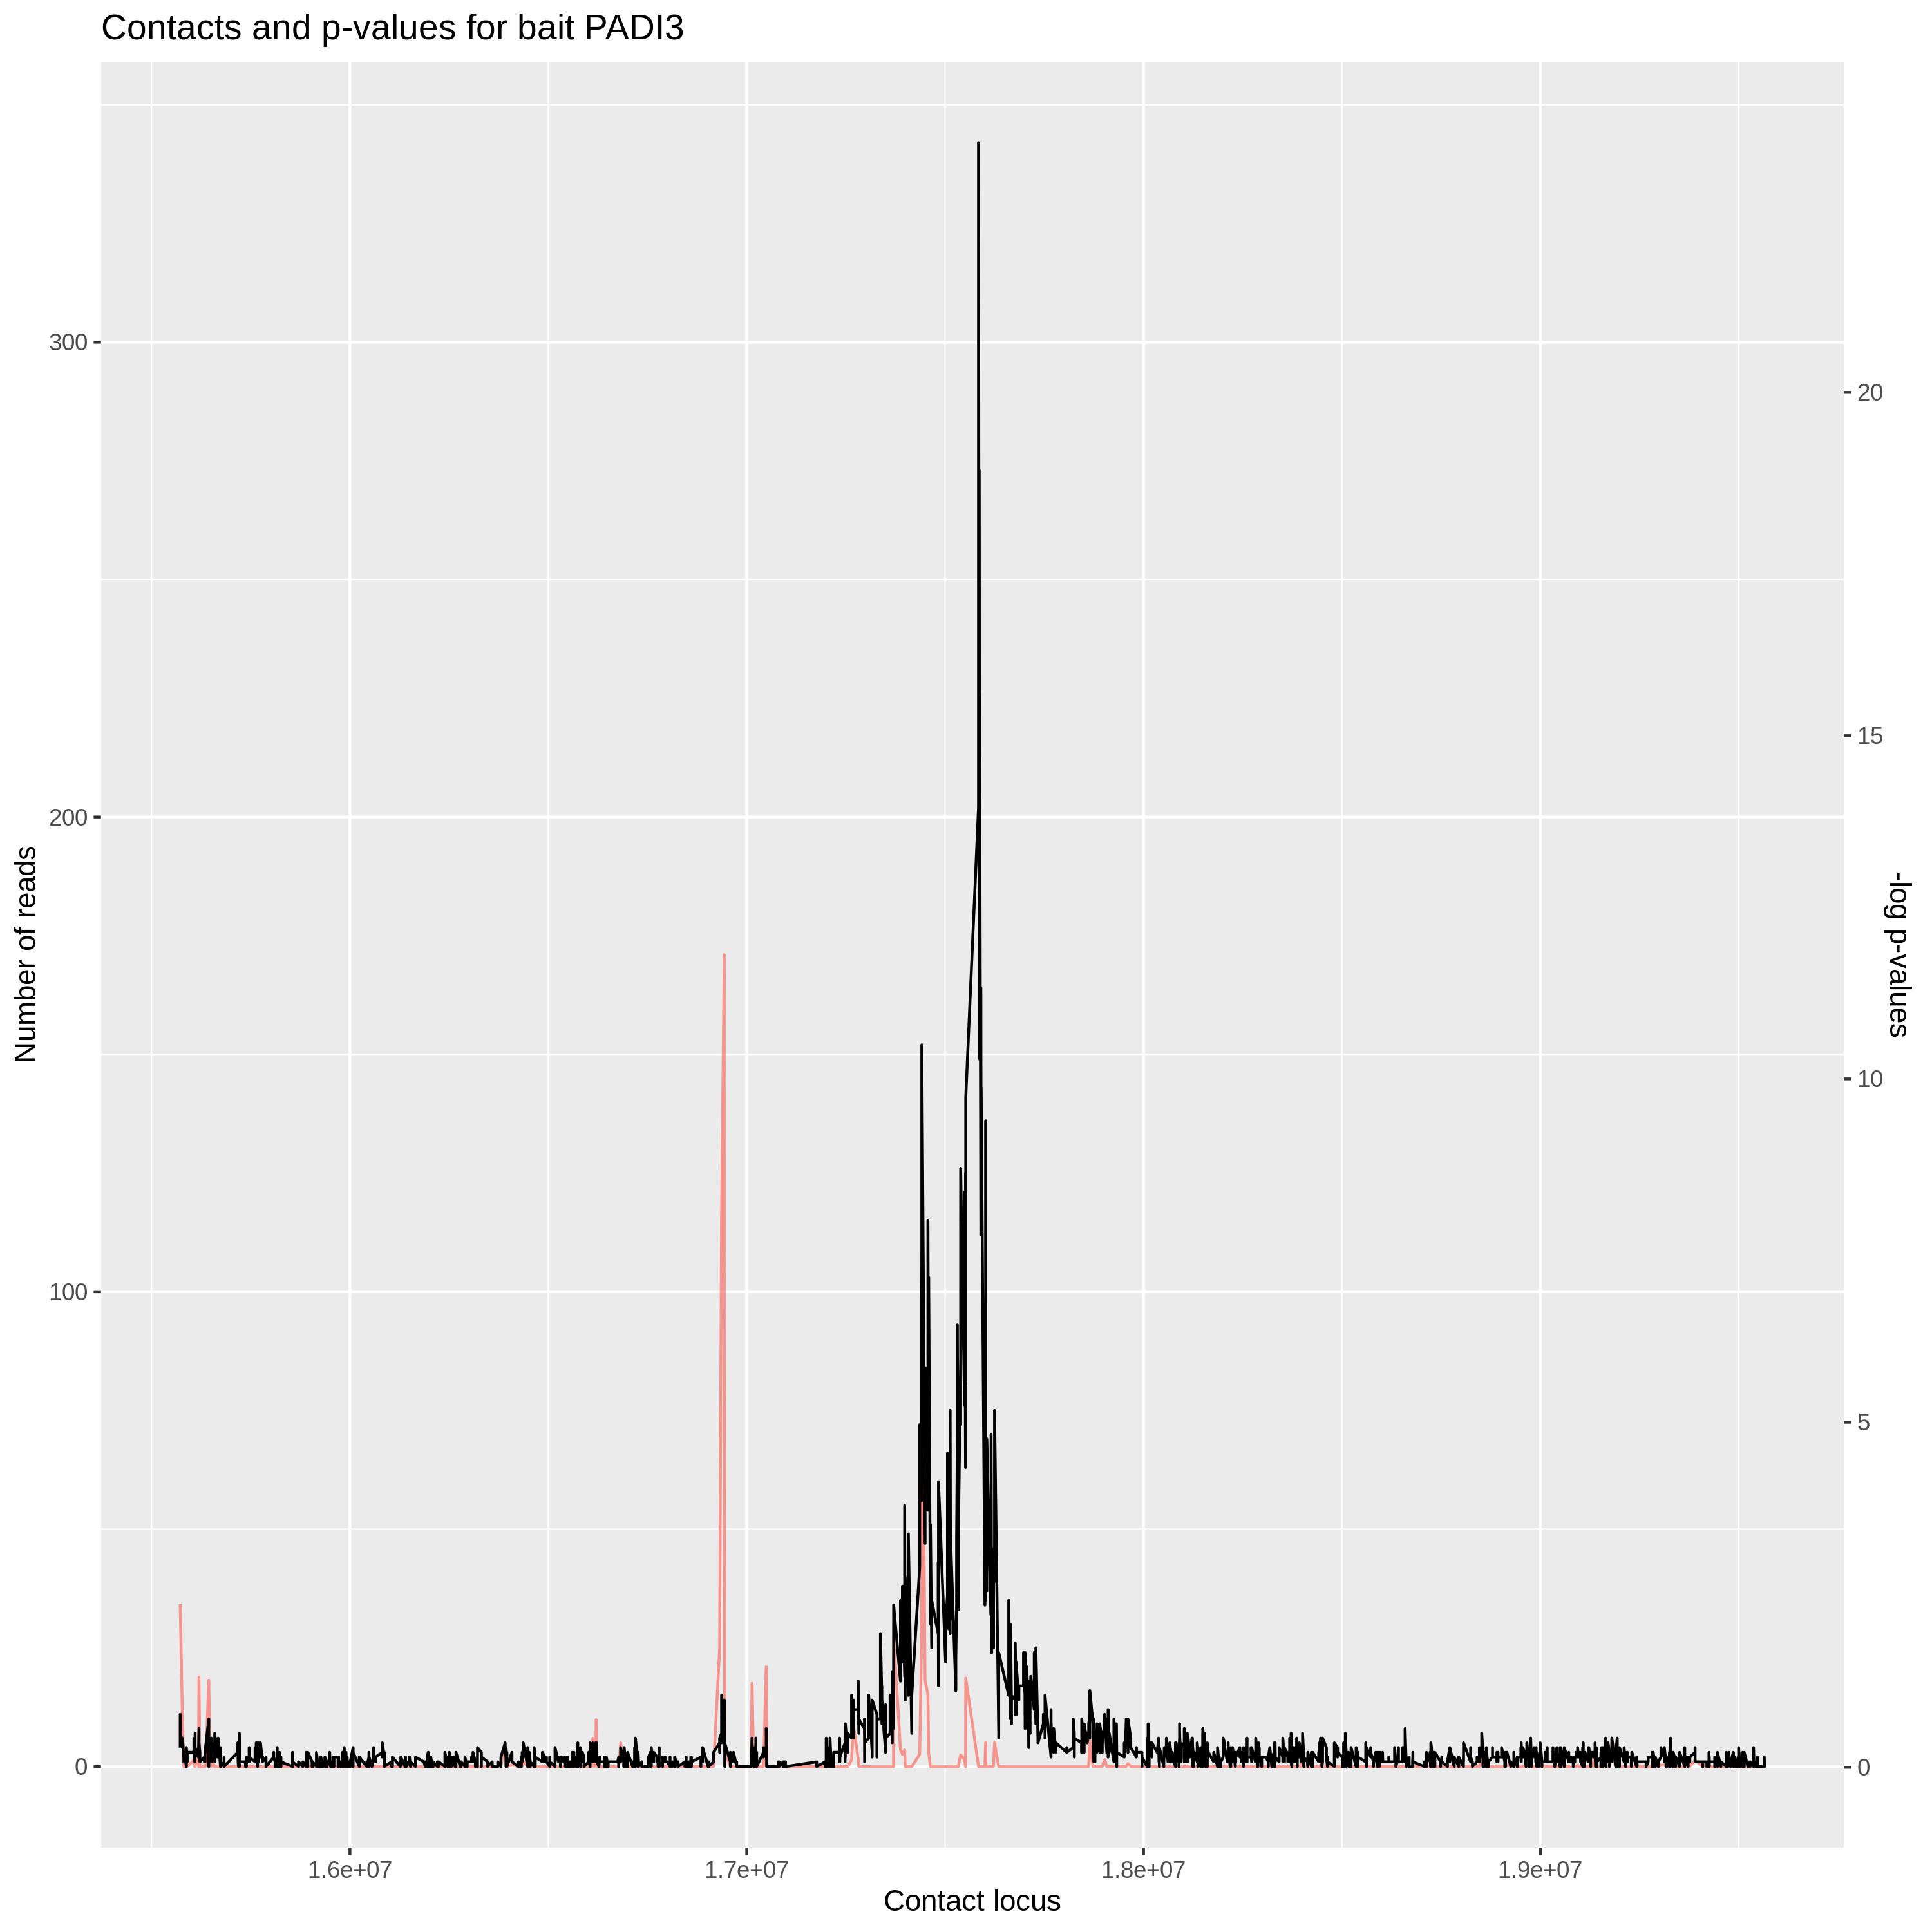 Contacts and p-values for bait PADI3
Number of reads
300
200
100
0
20
15
10
5
0
-log p-values
1.6e+07
1.7e+07
1.8e+07
1.9e+07
Contact locus